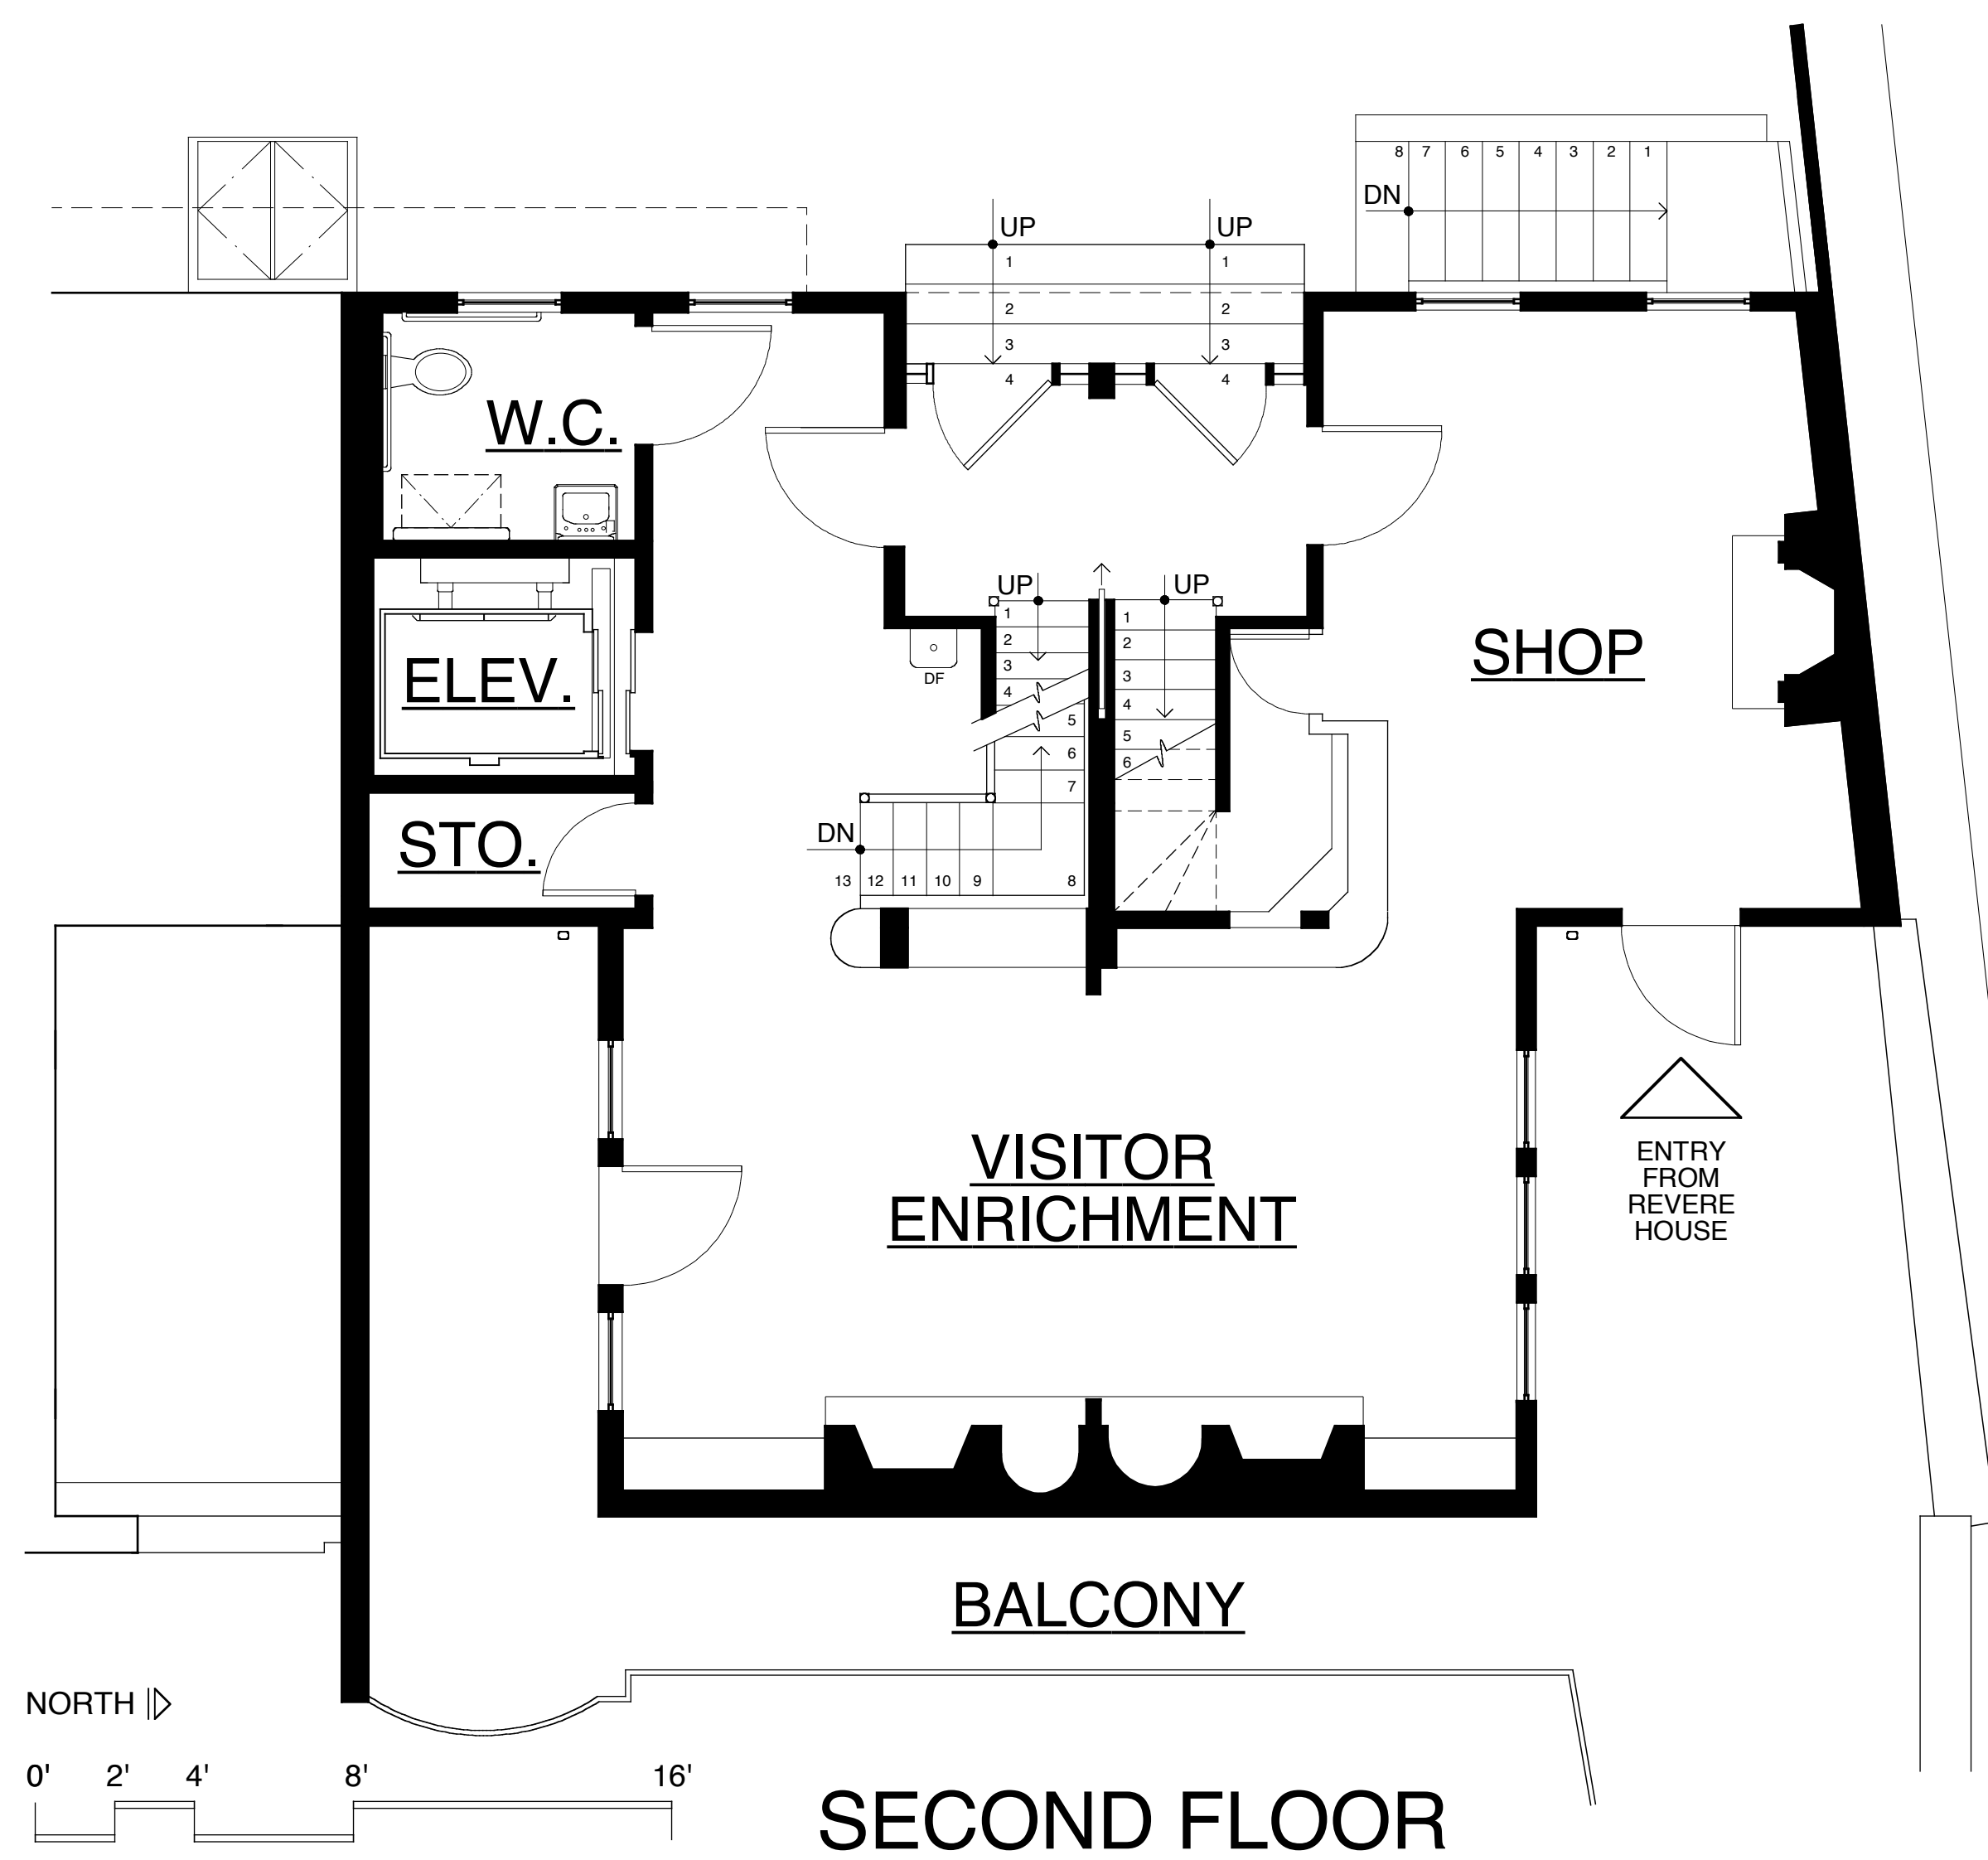 8 7 6 5 4 3 2 1
DN
UP UP
1 1
2 2
3 3
4 4
W.C.
UP UP
1 1
2 2
3 3
4 4
5 5
6 6
7
DF
SHOP
ELEV.
DN
STO.
13 12 11 10 9 8
VISITOR
ENRICHMENT
ENTRY
FROM
REVERE
HOUSE
BALCONY
NORTH
0' 2' 4' 8' 16'
SECOND FLOOR